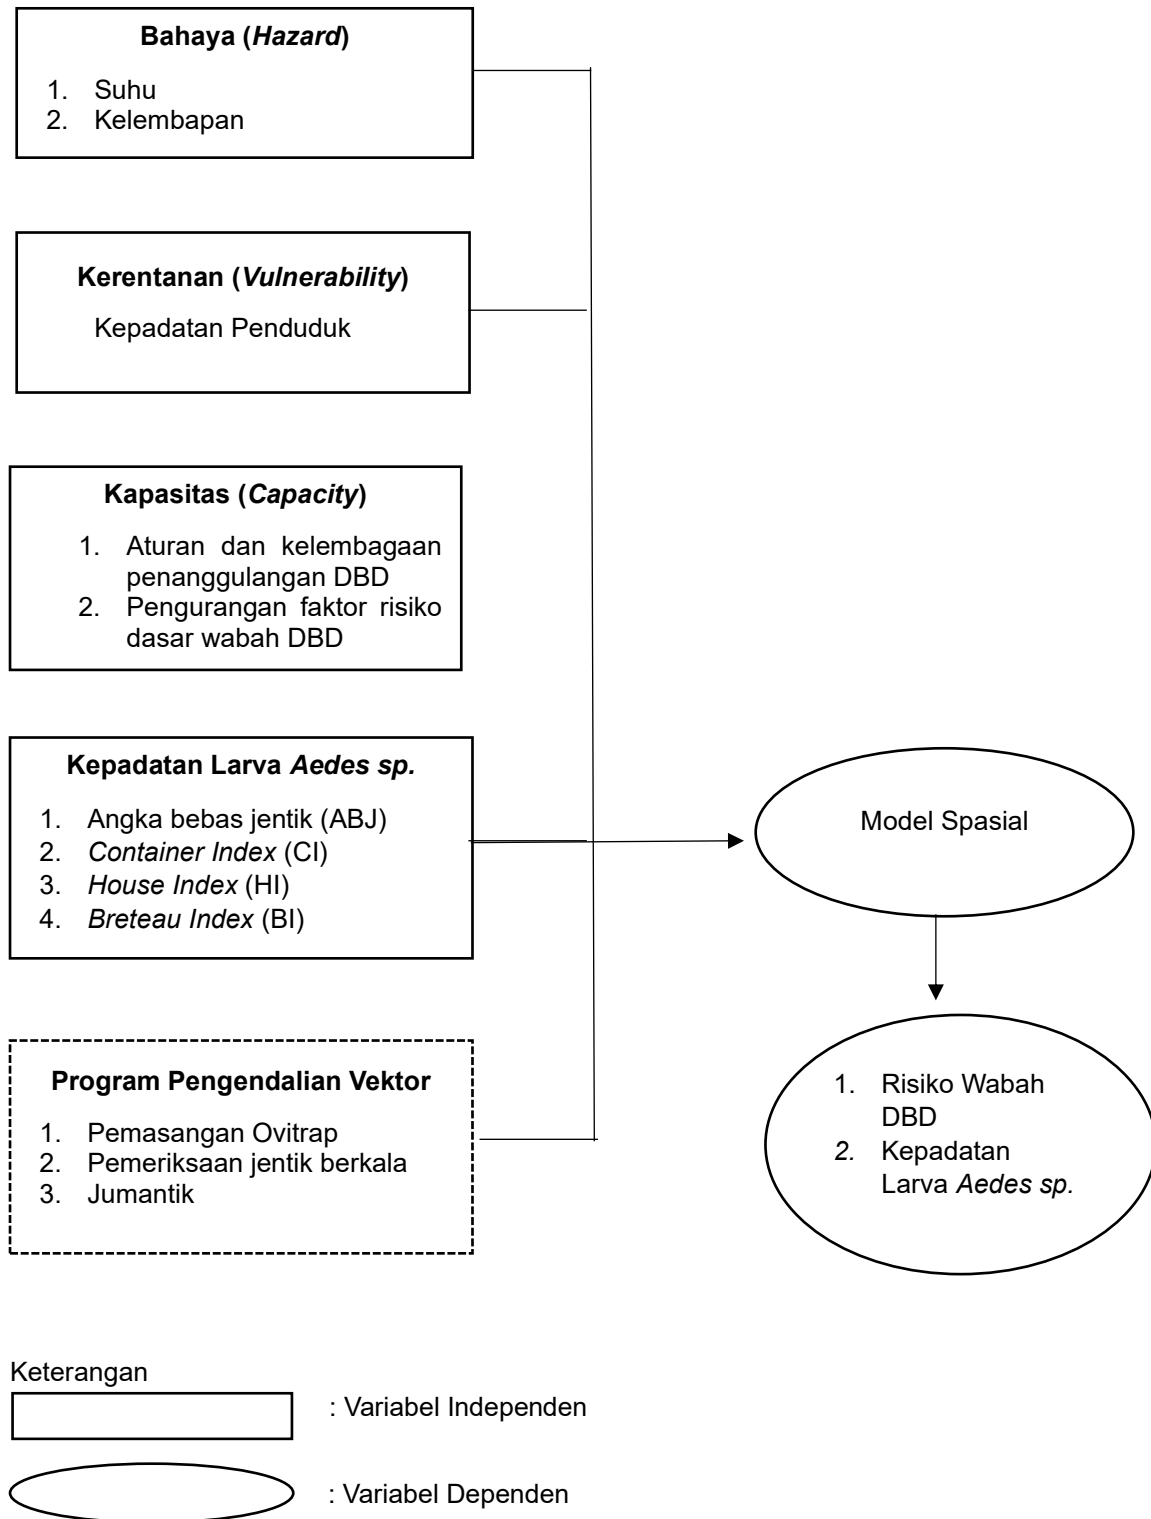 Bahaya (Hazard)
1. Suhu
2. Kelembapan
Kerentanan (Vulnerability)
Kepadatan Penduduk
Kapasitas (Capacity)
1. Aturan dan kelembagaan
penanggulangan DBD
2. Pengurangan faktor risiko
dasar wabah DBD
Kepadatan Larva Aedes sp.
1. Angka bebas jentik (ABJ)
2. Container Index (CI)
3. House Index (HI)
4. Breteau Index (BI)
Model Spasial
Program Pengendalian Vektor
1. Pemasangan Ovitrap
2. Pemeriksaan jentik berkala
3. Jumantik
1. Risiko Wabah
DBD
2. Kepadatan
Larva Aedes sp.
Keterangan
: Variabel Independen
: Variabel Dependen